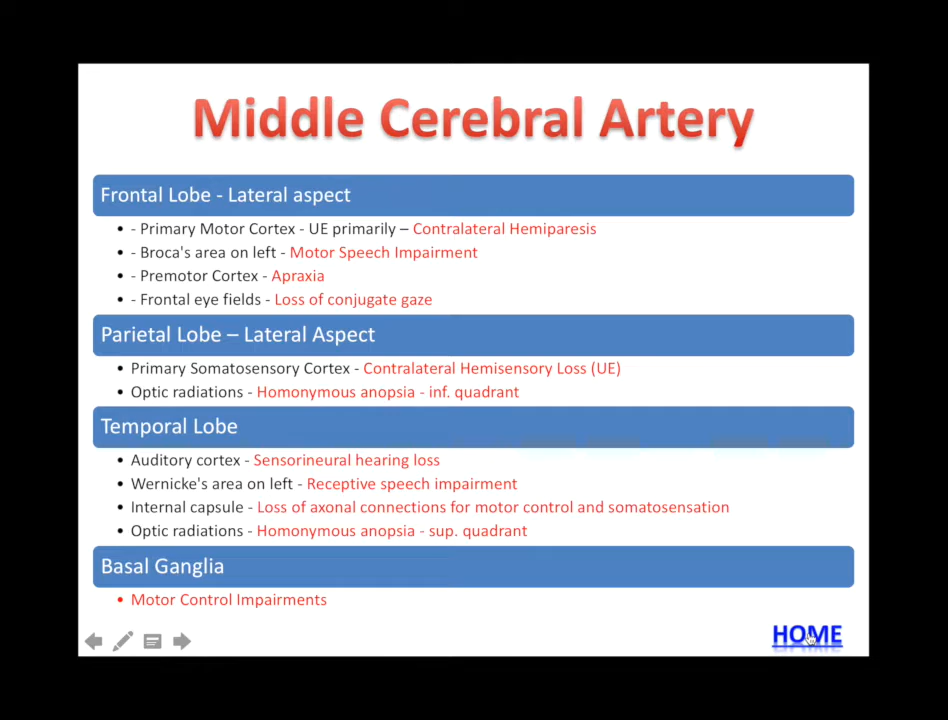 Middle Cerebral Artery
Frontal Lobe - Lateral aspect
• - Primary Motor Cortex - UE primarily – Contralateral Hemiparesis
• - Broca's area on left - Motor Speech Impairment
• - Premotor Cortex - Apraxia
• - Frontal eye fields - Loss of conjugate gaze
Parietal Lobe – Lateral Aspect
• Primary Somatosensory Cortex - Contralateral Hemisensory Loss (UE)
• Optic radiations - Homonymous anopsia - inf. quadrant
Temporal Lobe
• Auditory cortex - Sensorineural hearing loss
• Wernicke's area on left - Receptive speech impairment
• Internal capsule - Loss of axonal connections for motor control and somatosensation
• Optic radiations - Homonymous anopsia - sup. quadrant
Basal Ganglia
• Motor Control Impairments
HOME